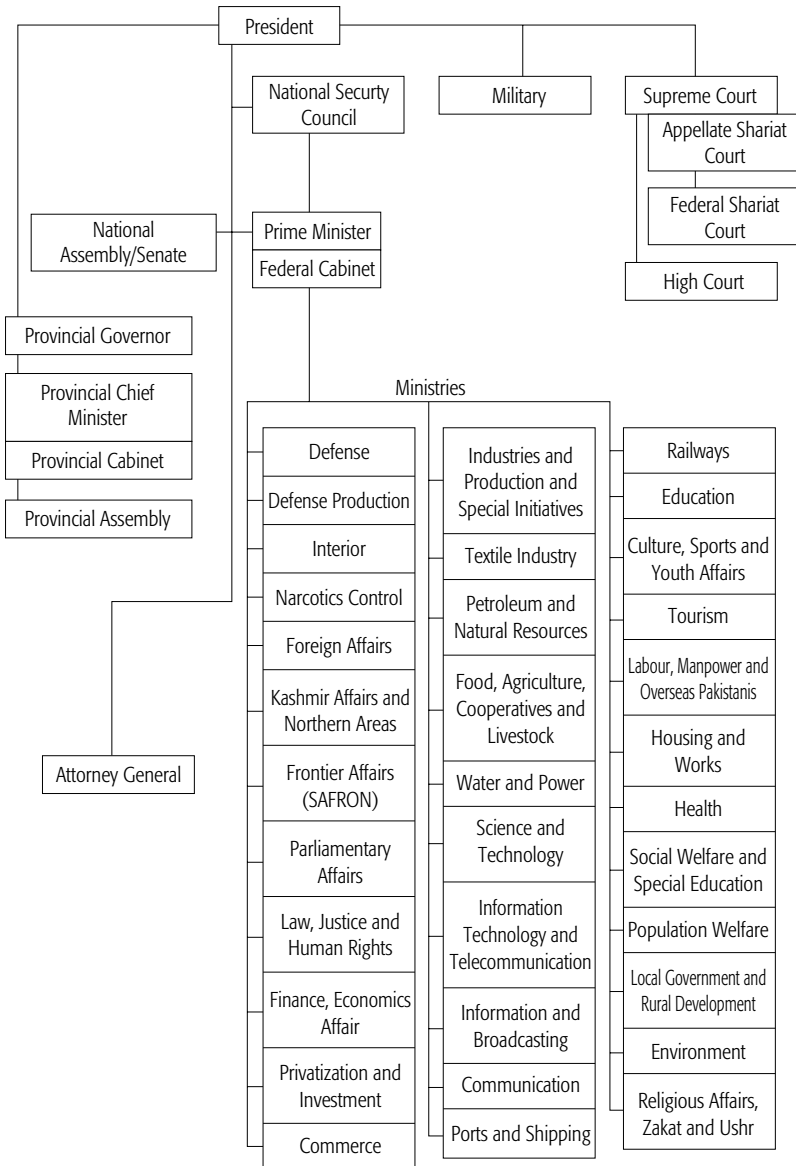 President
National Securty
Council
Military
Supreme Court
Appellate Shariat
Court
Federal Shariat
Court
High Court
National
Assembly/Senate
Prime Minister
Federal Cabinet
Provincial Governor
Provincial Chief
Minister
Provincial Cabinet
Provincial Assembly
Attorney General
Ministries
Defense
Defense Production
Interior
Narcotics Control
Foreign Affairs
Kashmir Affairs and
Northern Areas
Frontier Affairs
(SAFRON)
Parliamentary
Affairs
Law, Justice and
Human Rights
Finance, Economics
Affair
Privatization and
Investment
Commerce
Industries and
Production and
Special Initiatives
Textile Industry
Petroleum and
Natural Resources
Food, Agriculture,
Cooperatives and
Livestock
Water and Power
Science and
Technology
Information
Technology and
Telecommunication
Information and
Broadcasting
Communication
Ports and Shipping
Railways
Education
Culture, Sports and
Youth Affairs
Tourism
Labour, Manpower and
Overseas Pakistanis
Housing and
Works
Health
Social Welfare and
Special Education
Population Welfare
Local Government and
Rural Development
Environment
Religious Affairs,
Zakat and Ushr